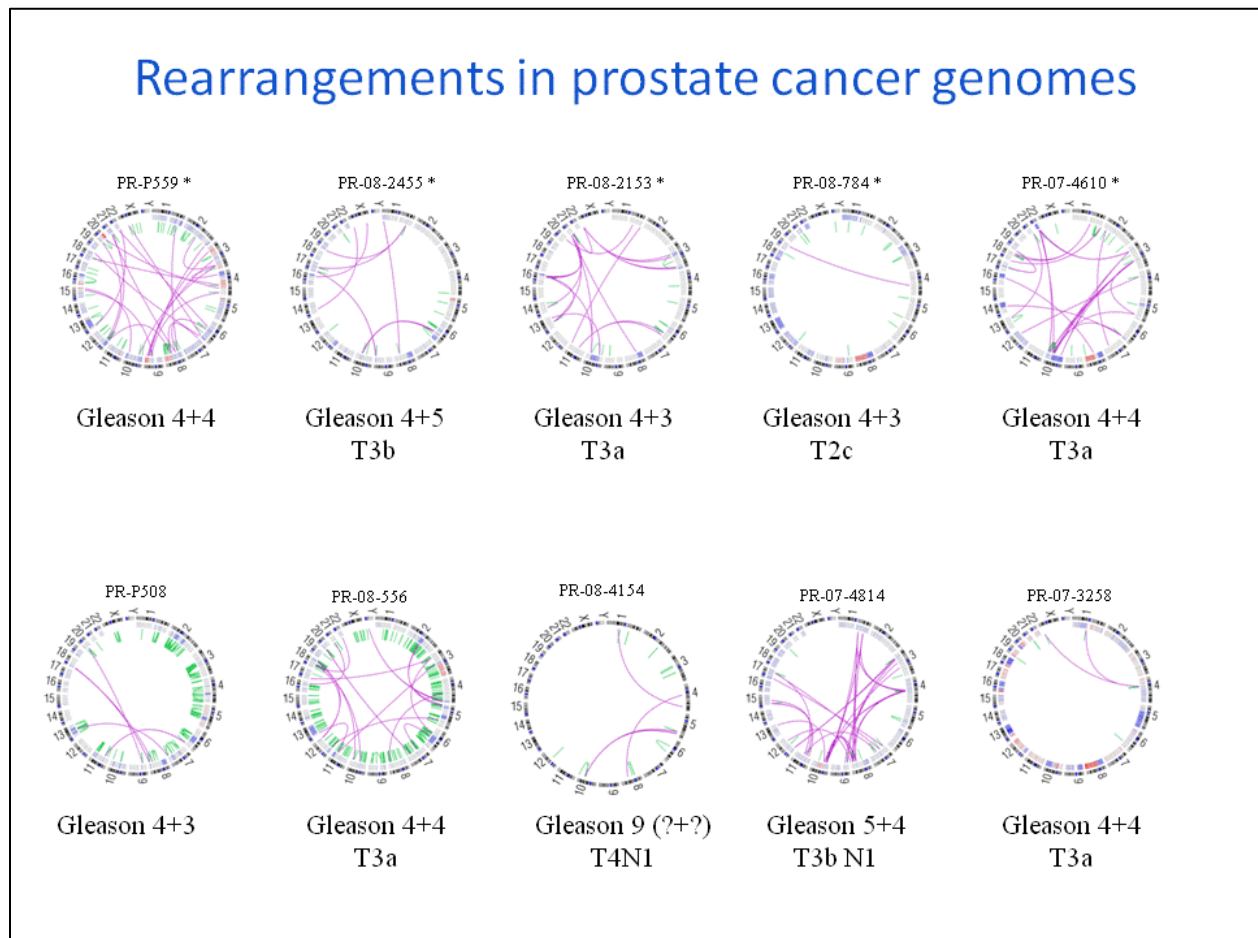 Rearrangements in prostate cancer genomes
PR-P559 *
PR-08-2455 *
PR-08-2153 *
PR-08-784 *
PR-07-4610 *
Gleason 4+4
Gleason 4+5
T3b
Gleason 4+3
T3a
Gleason 4+3
T2c
Gleason 4+4
T3a
PR-P508
PR-08-556
PR-08-4154
PR-07-4814
PR-07-3258
Gleason 4+3
Gleason 4+4
T3a
Gleason 9 (?+?)
T4N1
Gleason 5+4
T3b N1
Gleason 4+4
T3a